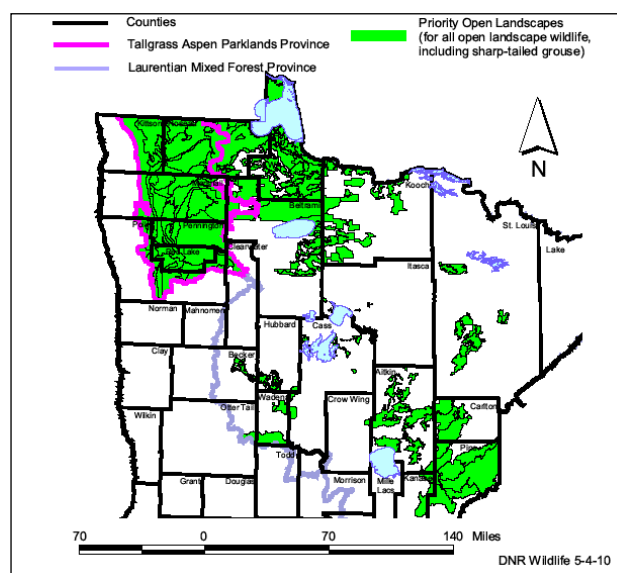 Counties
Tallgrass Aspen Parklands Province
Laurentian Mixed Forest Province
Priority Open Landscapes
(for all open landscape wildlife,
including sharp-tailed grouse)
N
Kittson
Roseau
Beltrami
Kooch
St. Louis
Lake
Pennington
Clearwater
Red Lake
Itasca
Norman
Mahnomen
Hubbard
Cass
Clay
Becker
Aitkin
Wadena
Crow Wing
Carlton
Wilkin
Otter Tail
Todd
Pine
Grant
Douglas
Morrison
Mille
Lacs
Kanabec
70 0 70 140 Miles
DNR Wildlife 5-4-10